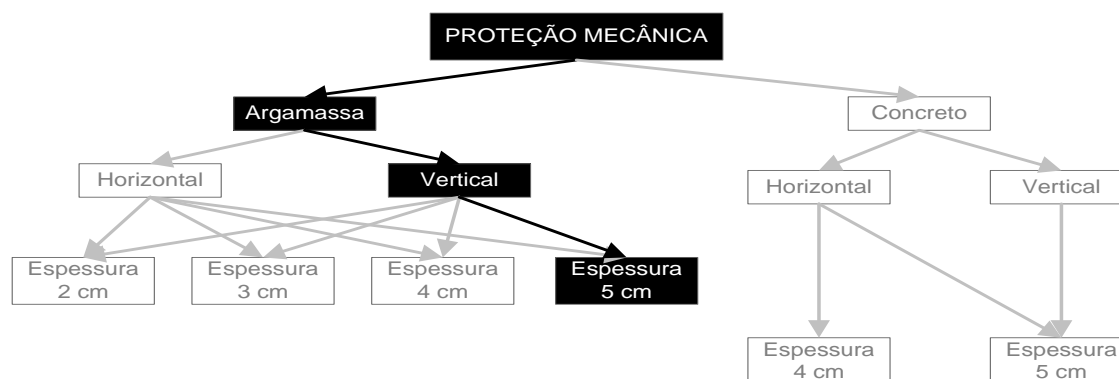 PROTEÇÃO MECÂNICA
Argamassa
Concreto
Horizontal
Vertical
Horizontal
Vertical
Espessura
2 cm
Espessura
3 cm
Espessura
4 cm
Espessura
5 cm
Espessura
4 cm
Espessura
5 cm